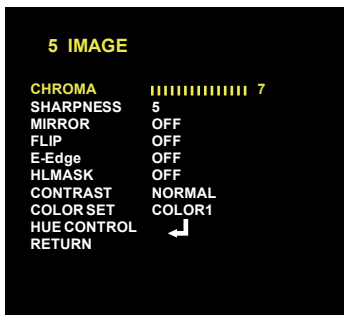 5 IMAGE
CHROMA 7
SHARPNESS 5
MIRROR OFF
FLIP OFF
E-Edge OFF
HLMASK OFF
CONTRAST NORMAL
COLOR SET COLOR1
HUE CONTROL
RETURN